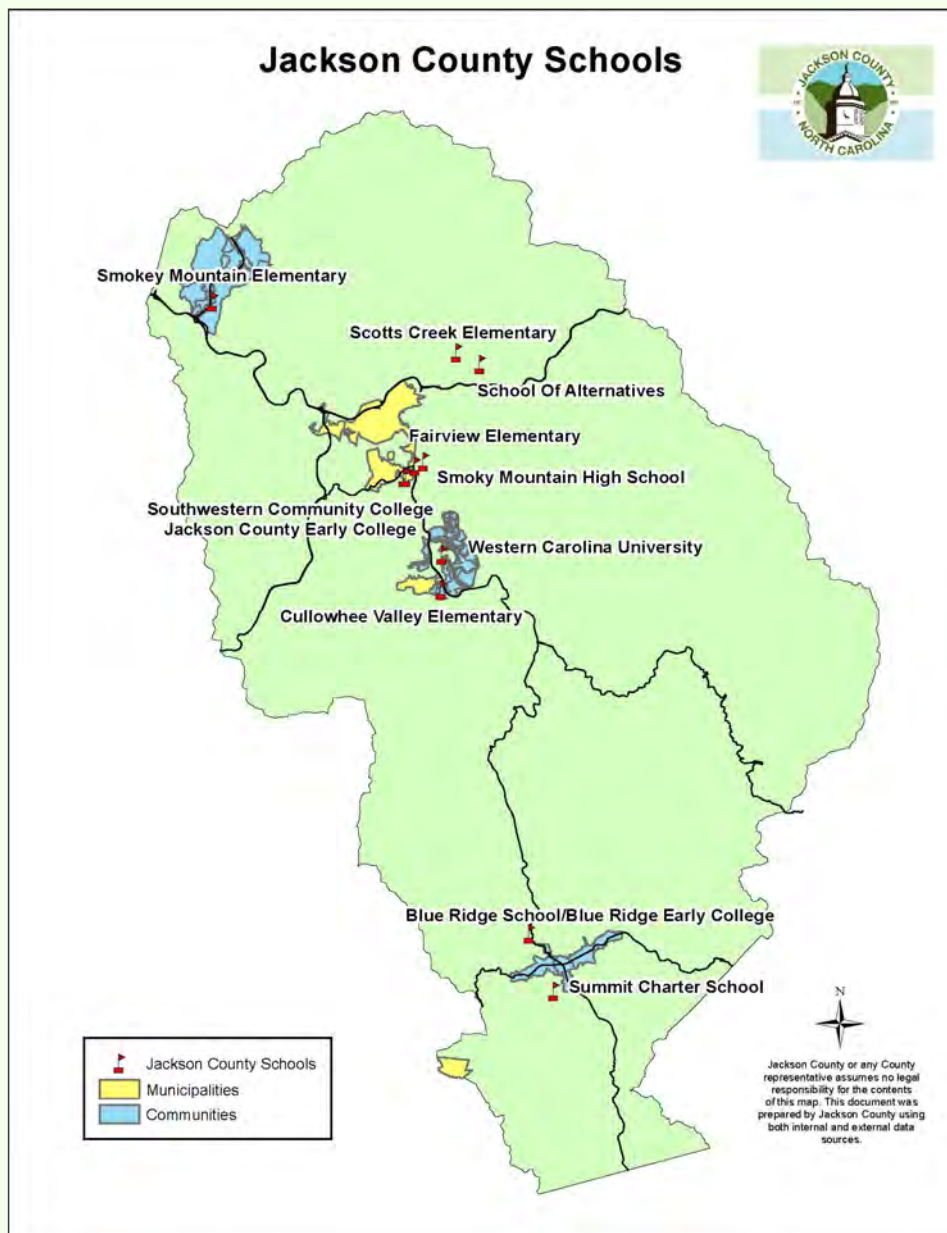 Jackson County Schools
JACKSON COUNTY
NORTH CAROLINA
Smokey Mountain Elementary
Scotts Creek Elementary
School Of Alternatives
Fairview Elementary
Smoky Mountain High School
Southwestern Community College
Jackson County Early College
Western Carolina University
Cullowhee Valley Elementary
Blue Ridge School/Blue Ridge Early College
Summit Charter School
N
Jackson County Schools
Municipalities
Communities
Jackson County or any County
representative assumes no legal
responsibility for the contents
of this map. This document was
prepared by Jackson County using
both internal and external data
sources.